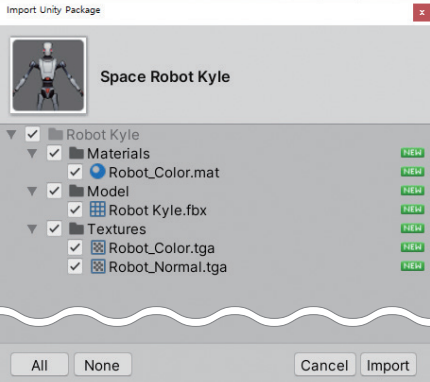 Import Unity Package
x
Space Robot Kyle
Robot Kyle
Materials NEW
Robot_Color.mat NEW
Model NEW
Robot Kyle.fbx NEW
Textures NEW
Robot_Color.tga NEW
Robot_Normal.tga NEW
All None Cancel Import